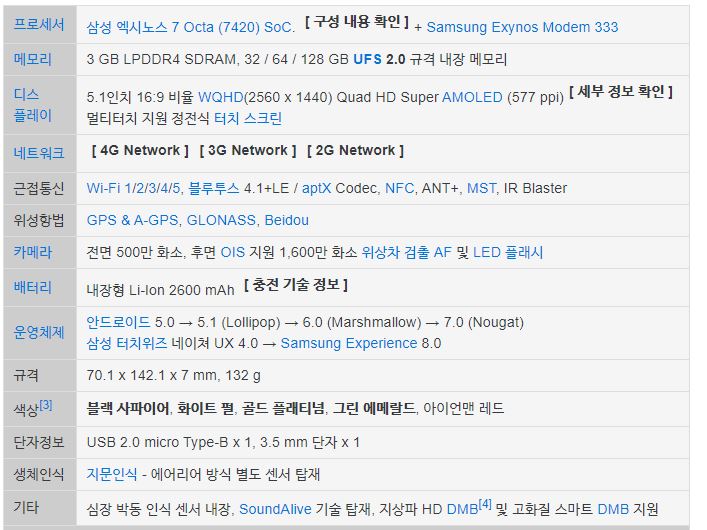 프로세서 삼성 엑시노스 7 Octa (7420) SoC. [ 구성 내용 확인 ] + Samsung Exynos Modem 333
메모리 3 GB LPDDR4 SDRAM, 32 / 64 / 128 GB UFS 2.0 규격 내장 메모리
디스
플레이
5.1인치 16:9 비율 WQHD(2560 x 1440) Quad HD Super AMOLED (577 ppi) [ 세부 정보 확인 ]
멀티터치 지원 정전식 터치 스크린
네트워크 [ 4G Network ] [ 3G Network ] [ 2G Network ]
근접통신 Wi-Fi 1/2/3/4/5, 블루투스 4.1+LE / aptX Codec, NFC, ANT+, MST, IR Blaster
위성항법 GPS & A-GPS, GLONASS, Beidou
카메라 전면 500만 화소, 후면 OIS 지원 1,600만 화소 위상차 검출 AF 및 LED 플래시
배터리 내장형 Li-Ion 2600 mAh [ 충전 기술 정보 ]
운영체제
안드로이드 5.0 → 5.1 (Lollipop) → 6.0 (Marshmallow) → 7.0 (Nougat)
삼성 터치위즈 네이쳐 UX 4.0 → Samsung Experience 8.0
규격 70.1 x 142.1 x 7 mm, 132 g
색상[3] 블랙 사파이어, 화이트 펄, 골드 플래티넘, 그린 에메랄드, 아이언맨 레드
단자정보 USB 2.0 micro Type-B x 1, 3.5 mm 단자 x 1
생체인식 지문인식 - 에어리어 방식 별도 센서 탑재
기타 심장 박동 인식 센서 내장, SoundAlive 기술 탑재, 지상파 HD DMB[4] 및 고화질 스마트 DMB 지원